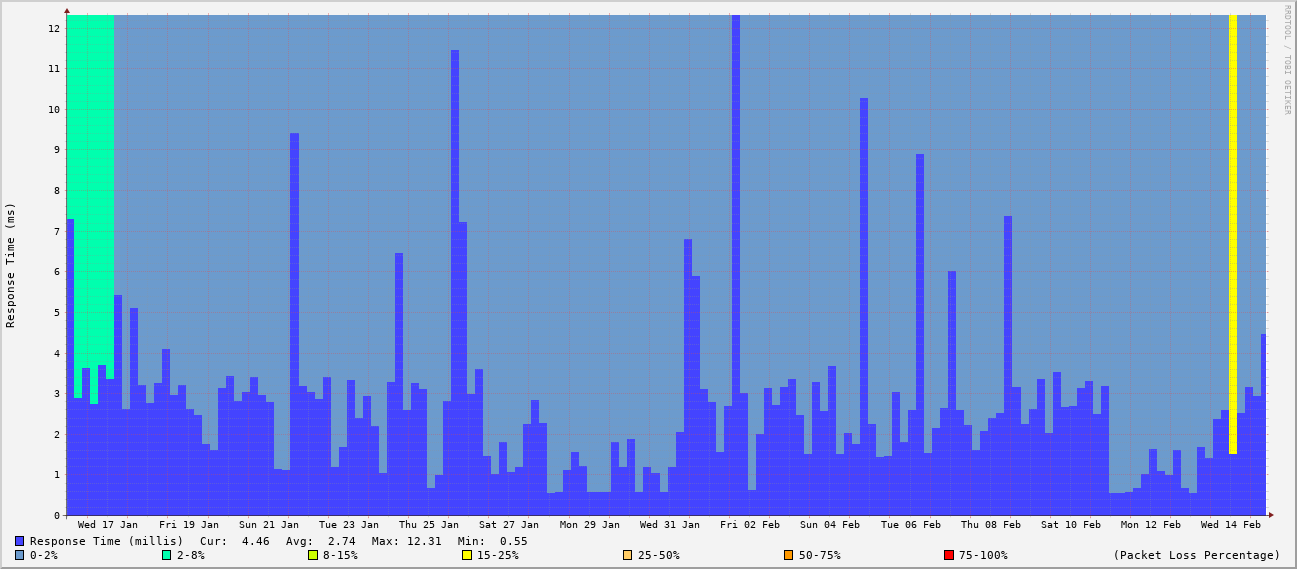 RRDTOOL / TOBI OETIKER
Response Time (ms)
12
11
10
9
8
7
6
5
4
3
2
1
0
Wed 17 Jan Fri 19 Jan Sun 21 Jan Tue 23 Jan Thu 25 Jan Sat 27 Jan Mon 29 Jan Wed 31 Jan Fri 02 Feb Sun 04 Feb Tue 06 Feb Thu 08 Feb Sat 10 Feb Mon 12 Feb Wed 14 Feb
Response Time (millis) Cur: 4.46 Avg: 2.74 Max: 12.31 Min: 0.55
0-2% 2-8% 8-15% 15-25% 25-50% 50-75% 75-100% (Packet Loss Percentage)